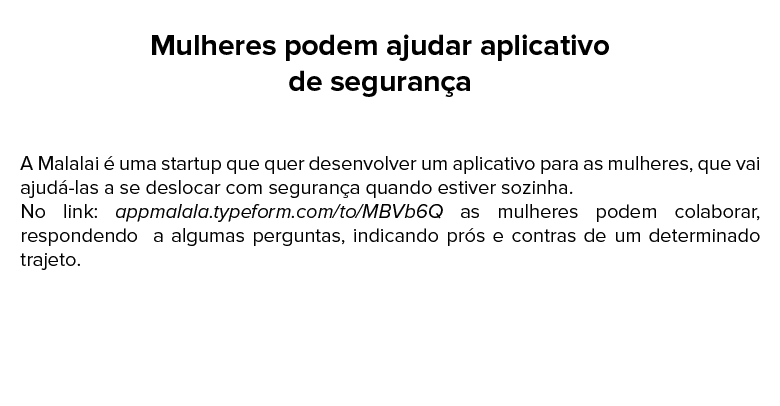 Mulheres podem ajudar aplicativo
de segurança
A Malalai é uma startup que quer desenvolver um aplicativo para as mulheres, que vai
ajudá-las a se deslocar com segurança quando estiver sozinha.
No link: appmalala.typeform.com/to/MBVb6Q as mulheres podem colaborar,
respondendo a algumas perguntas, indicando prós e contras de um determinado
trajeto.